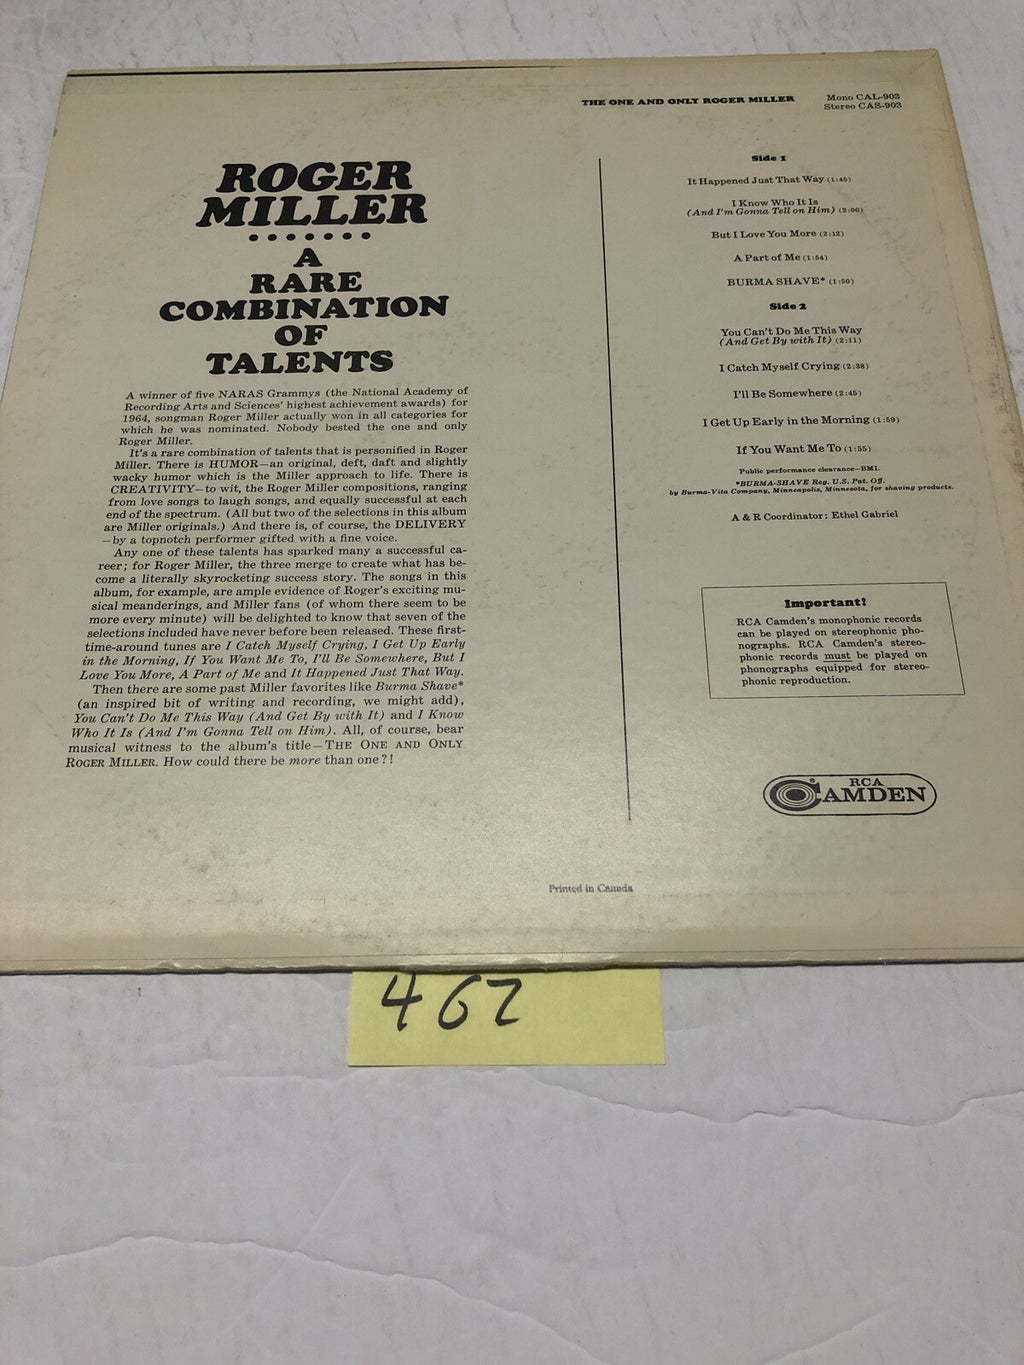 THE ONE AND ONLY ROGER MILLER
Mono CAL-903
Stereo CAS-903
ROGER
MILLER
A
RARE
COMBINATION
OF
TALENTS
A winner of five NARAS Grammys (the National Academy of
Recording Arts and Sciences' highest achievement awards) for
1964, songman Roger Miller actually won in all categories for
which he was nominated. Nobody bested the one and only
Roger Miller.
It's a rare combination of talents that is personified in Roger
Miller. There is HUMOR—an original, deft, daft and slightly
wacky humor which is the Miller approach to life. There is
CREATIVITY—to wit, the Roger Miller compositions, ranging
from love songs to laugh songs, and equally successful at each
end of the spectrum. (All but two of the selections in this album
are Miller originals.) And there is, of course, the DELIVERY
—by a topnotch performer gifted with a fine voice.
Any one of these talents has sparked many a successful ca-
reer; for Roger Miller, the three merge to create what has be-
come a literally skyrocketing success story. The songs in this
album, for example, are ample evidence of Roger's exciting mu-
sical meanderings, and Miller fans (of whom there seem to be
more every minute) will be delighted to know that seven of the
selections included have never before been released. These first-
time-around tunes are I Catch Myself Crying, I Get Up Early
in the Morning, If You Want Me To, I'll Be Somewhere, But I
Love You More, A Part of Me and It Happened Just That Way.
Then there are some past Miller favorites like Burma Shave*
(an inspired bit of writing and recording, we might add),
You Can't Do Me This Way (And Get By with It) and I Know
Who It Is (And I'm Gonna Tell on Him). All, of course, bear
musical witness to the album's title—THE ONE AND ONLY
ROGER MILLER. How could there be more than one?!
Side 1
It Happened Just That Way (1:45)
I Know Who It Is
(And I'm Gonna Tell on Him) (2:00)
But I Love You More (2:12)
A Part of Me (1:54)
BURMA SHAVE* (1:50)
Side 2
You Can't Do Me This Way
(And Get By with It) (2:11)
I Catch Myself Crying (2:38)
I'll Be Somewhere (2:45)
I Get Up Early in the Morning (1:59)
If You Want Me To (1:55)
Public performance clearance—BMI.
*BURMA-SHAVE Reg. U.S. Pat. Off.
by Burma-Vita Company, Minneapolis, Minnesota, for shaving products.
A & R Coordinator: Ethel Gabriel
Important!
RCA Camden's monophonic records
can be played on stereophonic pho-
nographs. RCA Camden's stereo-
phonic records must be played on
phonographs equipped for stereo-
phonic reproduction.
RCA
CAMDEN
Printed in Canada
467